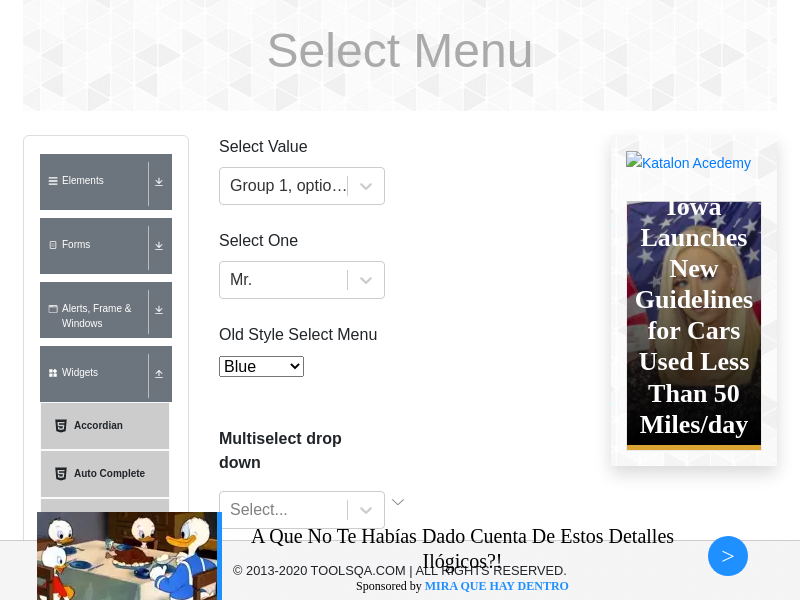 Select Menu
Elements
Forms
Alerts, Frame &
Windows
Widgets
Accordian
Auto Complete
Select Value
Group 1, optio...
Select One
Mr.
Old Style Select Menu
Blue
Multiselect drop
down
Select...
Katalon Acedemy
Iowa
Launches
New
Guidelines
for Cars
Used Less
Than 50
Miles/day
A Que No Te Habías Dado Cuenta De Estos Detalles
Ilógicos?!
© 2013-2020 TOOLSQA.COM | ALL RIGHTS RESERVED.
Sponsored by MIRA QUE HAY DENTRO
>